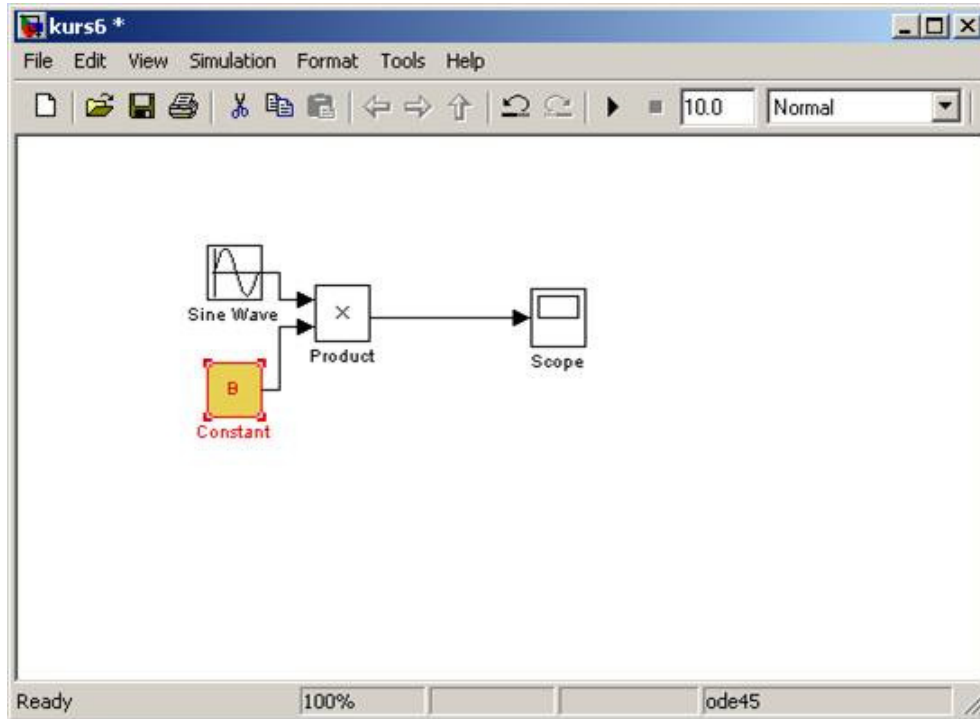 kurs6 *
File Edit View Simulation Format Tools Help
10.0 Normal
Sine Wave
×
Product
Scope
B
Constant
Ready 100% ode45